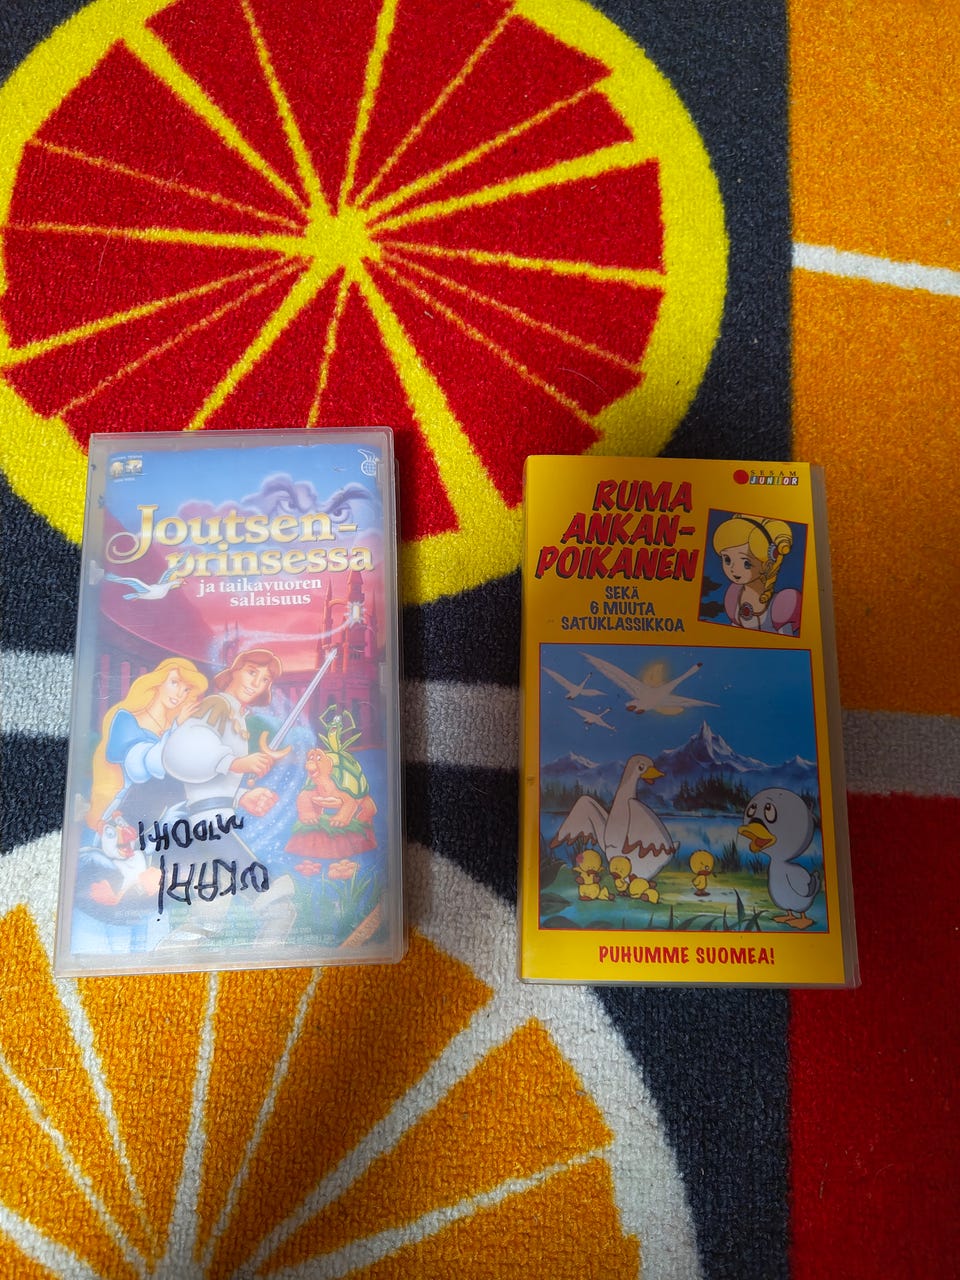 Joutsen-
prinsessa
ja taikavuoren
salaisuus
SESAM
JUNIOR
RUMA
ANKAN-
POIKANEN
SEKÄ
6 MUUTA
SATUKLASSIKKOA
PUHUMME SUOMEA!